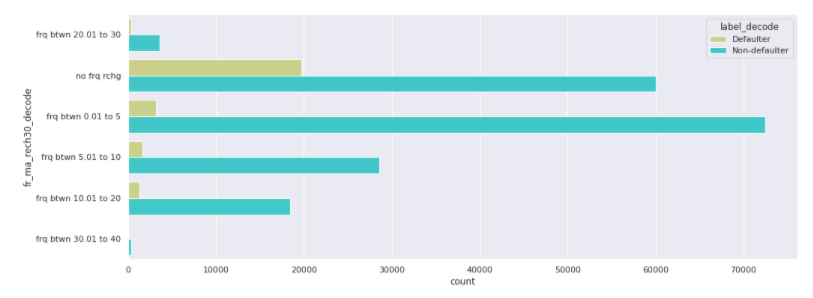 label_decode
Defaulter
Non-defaulter
fr_ma_rech30_decode
frq btwn 20.01 to 30
no frq rchg
frq btwn 0.01 to 5
frq btwn 5.01 to 10
frq btwn 10.01 to 20
frq btwn 30.01 to 40
0 10000 20000 30000 40000 50000 60000 70000
count